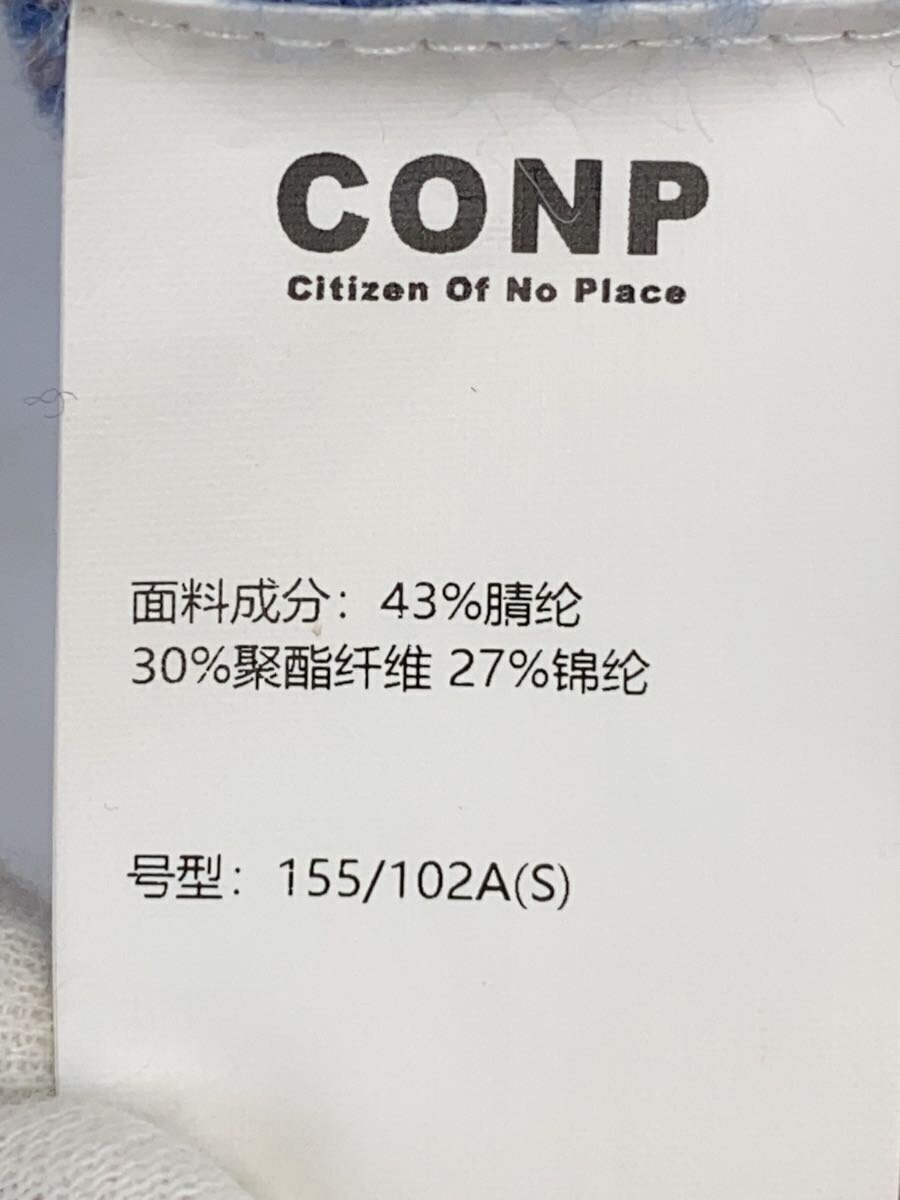 CONP
Citizen Of No Place
面料成分：43%腈纶
30%聚酯纤维 27%锦纶
号型：155/102A(S)